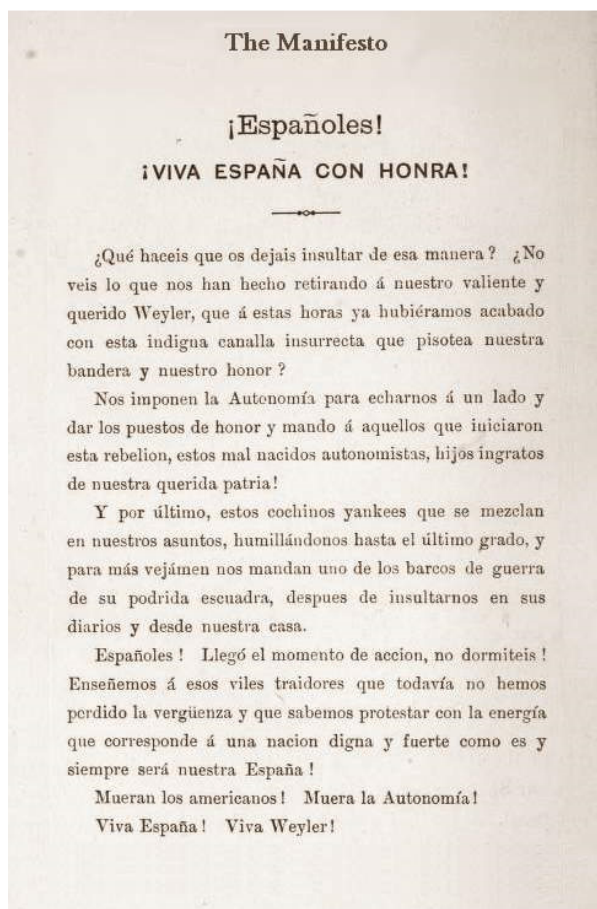 The Manifesto
¡Españoles!
¡VIVA ESPAÑA CON HONRA!
¿Qué haceis que os dejais insultar de esa manera? ¿No
veis lo que nos han hecho retirando á nuestro valiente y
querido Weyler, que á estas horas ya hubiéramos acabado
con esta indigna canalla insurrecta que pisotea nuestra
bandera y nuestro honor?
Nos imponen la Autonomía para echarnos á un lado y
dar los puestos de honor y mando á aquellos que iniciaron
esta rebelion, estos mal nacidos autonomistas, hijos ingratos
de nuestra querida patria!
Y por último, estos cochinos yankees que se mezclan
en nuestros asuntos, humillándonos hasta el último grado, y
para más vejámen nos mandan uno de los barcos de guerra
de su podrida escuadra, despues de insultarnos en sus
diarios y desde nuestra casa.
Españoles! Llegó el momento de accion, no dormiteis!
Enseñemos á esos viles traidores que todavía no hemos
perdido la vergüenza y que sabemos protestar con la energía
que corresponde á una nacion digna y fuerte como es y
siempre será nuestra España!
Mueran los americanos! Muera la Autonomía!
Viva España! Viva Weyler!